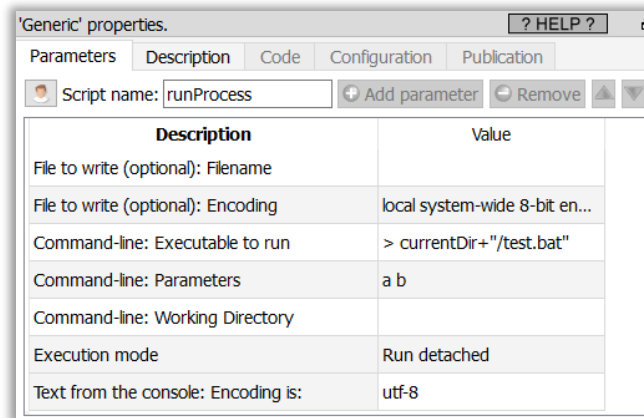 'Generic' properties.
? HELP ?
Parameters Description Code Configuration Publication
Script name: runProcess Add parameter Remove
Description Value
File to write (optional): Filename
File to write (optional): Encoding local system-wide 8-bit en...
Command-line: Executable to run > currentDir+"/test.bat"
Command-line: Parameters a b
Command-line: Working Directory
Execution mode Run detached
Text from the console: Encoding is: utf-8